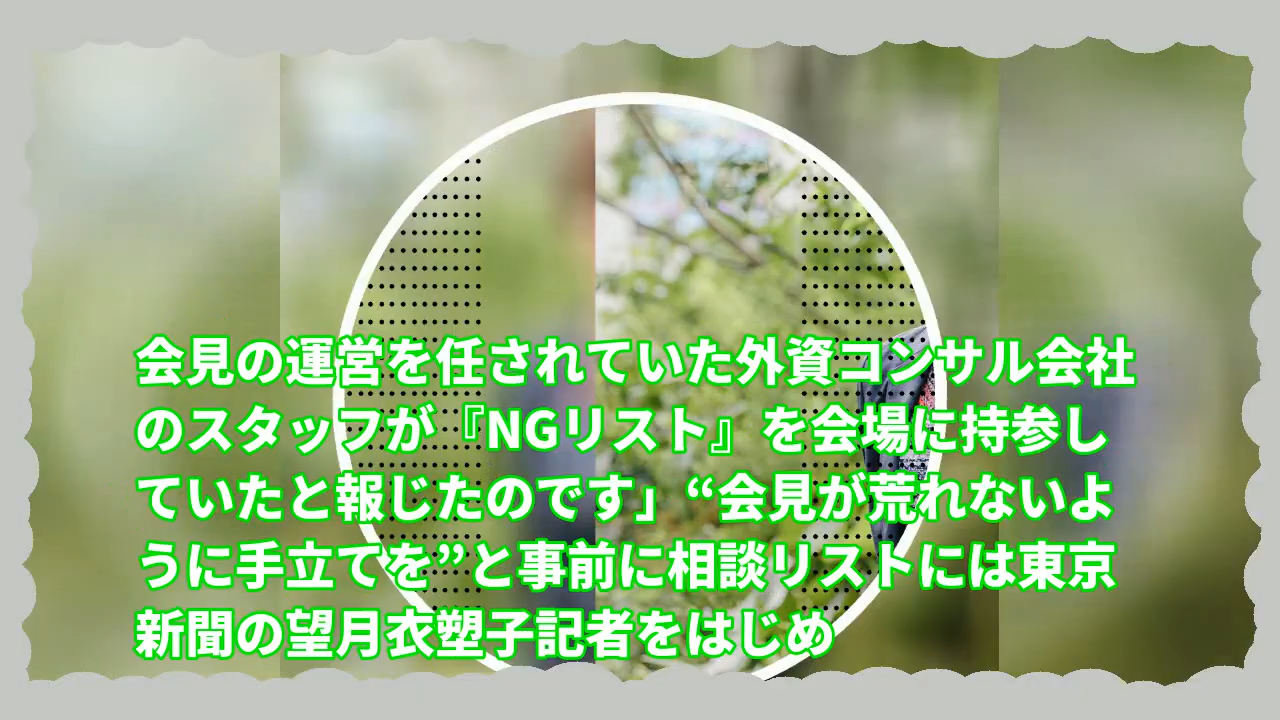 会見の運営を任されていた外資コンサル会社
のスタッフが『NGリスト』を会場に持参し
ていたと報じたのです」“会見が荒れないよ
うに手立てを”と事前に相談リストには東京
新聞の望月衣塑子記者をはじめ